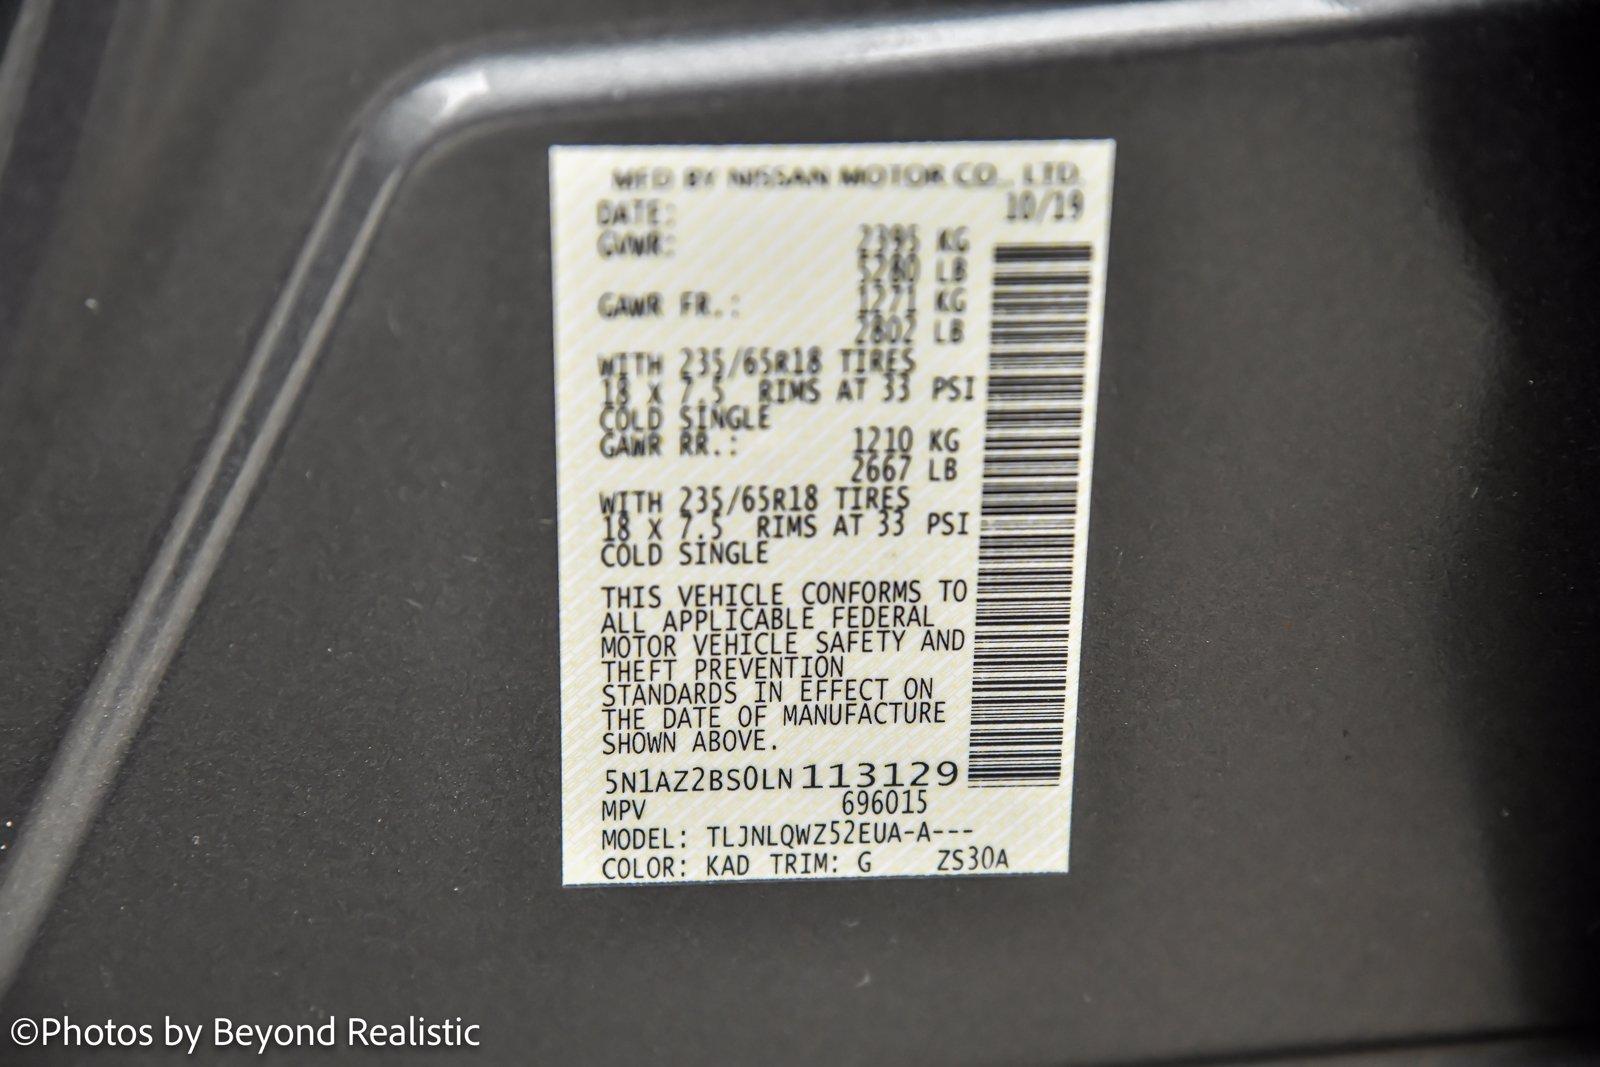 MFD BY NISSAN MOTOR CO., LTD.
DATE: 10/19
GVWR: 2395 KG
5280 LB
GAWR FR.: 1271 KG
2802 LB
WITH 235/65R18 TIRES
18 X 7.5 RIMS AT 33 PSI
COLD SINGLE
GAWR RR.: 1210 KG
2667 LB
WITH 235/65R18 TIRES
18 X 7.5 RIMS AT 33 PSI
COLD SINGLE
THIS VEHICLE CONFORMS TO
ALL APPLICABLE FEDERAL
MOTOR VEHICLE SAFETY AND
THEFT PREVENTION
STANDARDS IN EFFECT ON
THE DATE OF MANUFACTURE
SHOWN ABOVE.
5N1AZ2BS0LN113129
MPV 696015
MODEL: TLJNLQWZ52EUA-A---
COLOR: KAD TRIM: G ZS30A
©Photos by Beyond Realistic